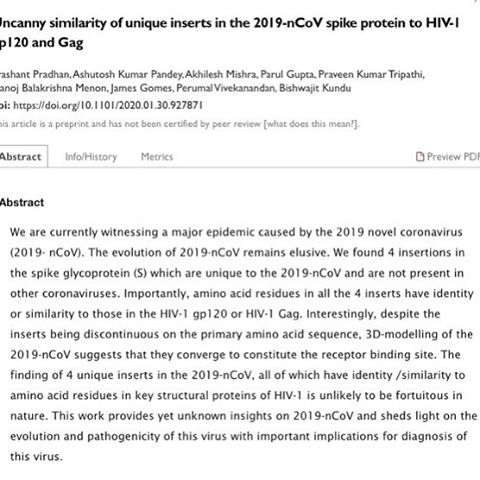 Uncanny similarity of unique inserts in the 2019-nCoV spike protein to HIV-1
gp120 and Gag
Prashant Pradhan, Ashutosh Kumar Pandey, Akhilesh Mishra, Parul Gupta, Praveen Kumar Tripathi,
Manoj Balakrishna Menon, James Gomes, Perumal Vivekanandan, Bishwajit Kundu
doi: https://doi.org/10.1101/2020.01.30.927871
This article is a preprint and has not been certified by peer review [what does this mean?].
Abstract Info/History Metrics Preview PDF
Abstract
We are currently witnessing a major epidemic caused by the 2019 novel coronavirus
(2019- nCoV). The evolution of 2019-nCoV remains elusive. We found 4 insertions in
the spike glycoprotein (S) which are unique to the 2019-nCoV and are not present in
other coronaviruses. Importantly, amino acid residues in all the 4 inserts have identity
or similarity to those in the HIV-1 gp120 or HIV-1 Gag. Interestingly, despite the
inserts being discontinuous on the primary amino acid sequence, 3D-modelling of the
2019-nCoV suggests that they converge to constitute the receptor binding site. The
finding of 4 unique inserts in the 2019-nCoV, all of which have identity /similarity to
amino acid residues in key structural proteins of HIV-1 is unlikely to be fortuitous in
nature. This work provides yet unknown insights on 2019-nCoV and sheds light on the
evolution and pathogenicity of this virus with important implications for diagnosis of
this virus.